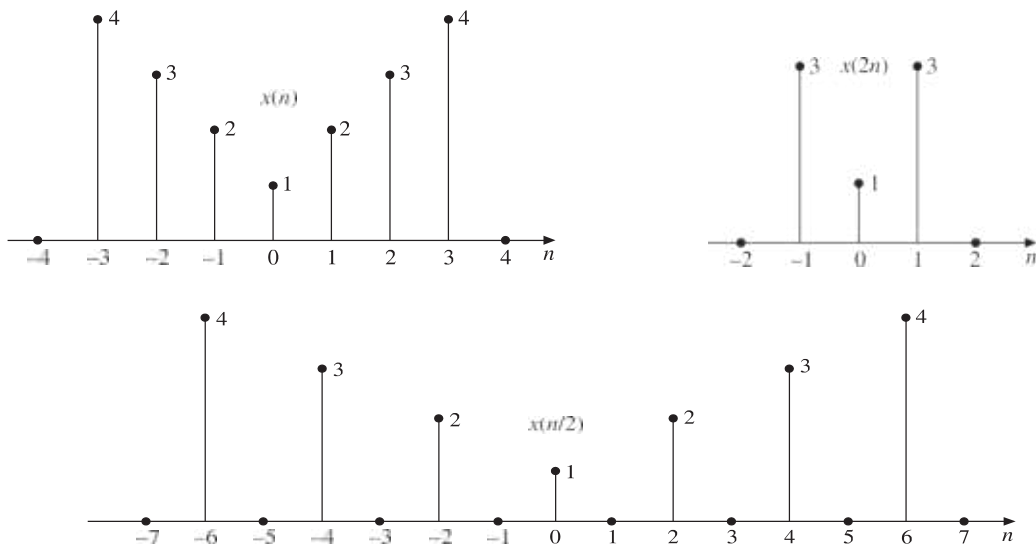 4 4
3 3
x(n)
2 2
1
–4 –3 –2 –1 0 1 2 3 4 n
3 x(2n) 3
1
–2 –1 0 1 2 n
4 4
3 3
2 x(n/2) 2
1
–7 –6 –5 –4 –3 –2 –1 0 1 2 3 4 5 6 7 n